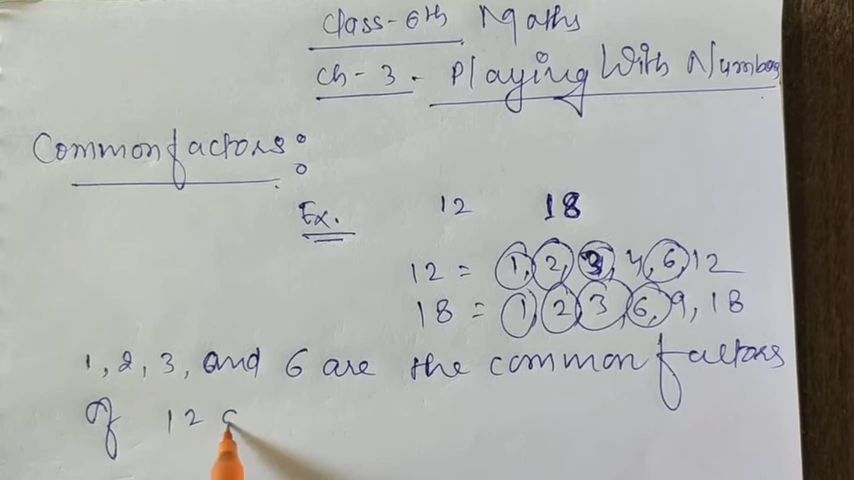 Class-6th Maths
Ch-3- Playing With Numbers
Common factors:
Ex. 12 18
12 = 1, 2, 3, 4, 6, 12
18 = 1, 2 3 6, 9, 18
1, 2, 3, and 6 are the common factors
of 12